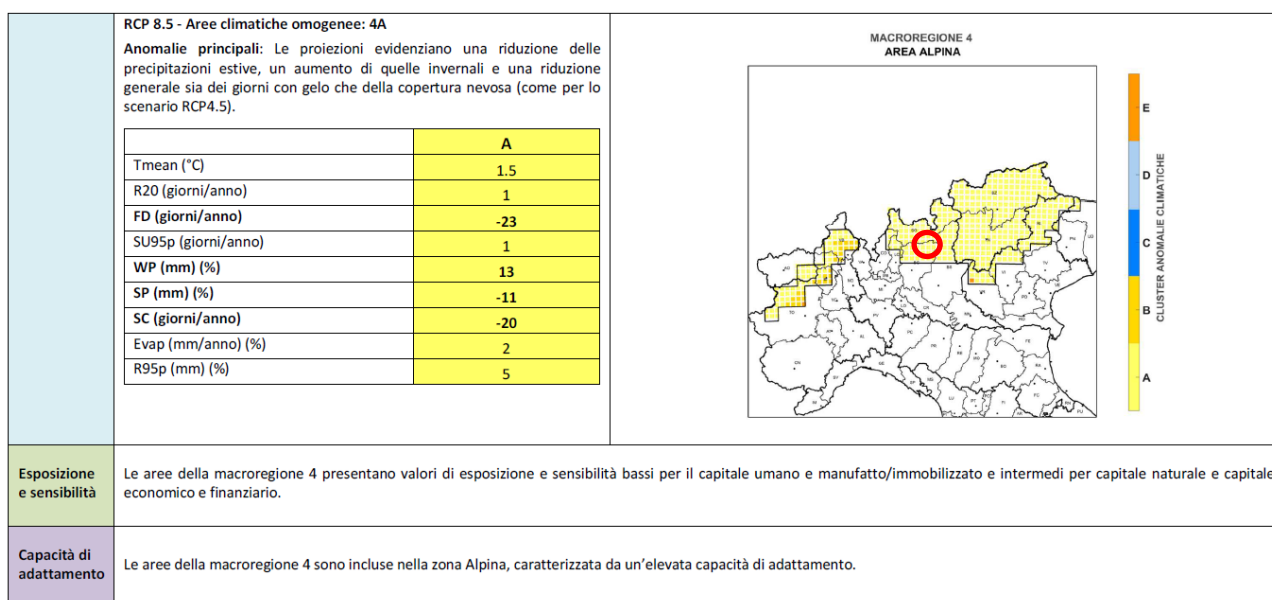 RCP 8.5 - Aree climatiche omogenee: 4A
Anomalie principali: Le proiezioni evidenziano una riduzione delle
precipitazioni estive, un aumento di quelle invernali e una riduzione
generale sia dei giorni con gelo che della copertura nevosa (come per lo
scenario RCP4.5).
A
Tmean (°C) 1.5
R20 (giorni/anno) 1
FD (giorni/anno) -23
SU95p (giorni/anno) 1
WP (mm) (%) 13
SP (mm) (%) -11
SC (giorni/anno) -20
Evap (mm/anno) (%) 2
R95p (mm) (%) 5
MACROREGIONE 4
AREA ALPINA
E
D
C
B
A
CLUSTER ANOMALIE CLIMATICHE
Esposizione
e sensibilità
Le aree della macroregione 4 presentano valori di esposizione e sensibilità bassi per il capitale umano e manufatto/immobilizzato e intermedi per capitale naturale e capitale
economico e finanziario.
Capacità di
adattamento
Le aree della macroregione 4 sono incluse nella zona Alpina, caratterizzata da un'elevata capacità di adattamento.